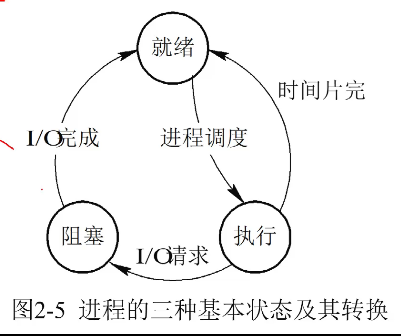 就绪
时间片完
I/O完成
进程调度
阻塞
执行
I/O请求
图2-5 进程的三种基本状态及其转换